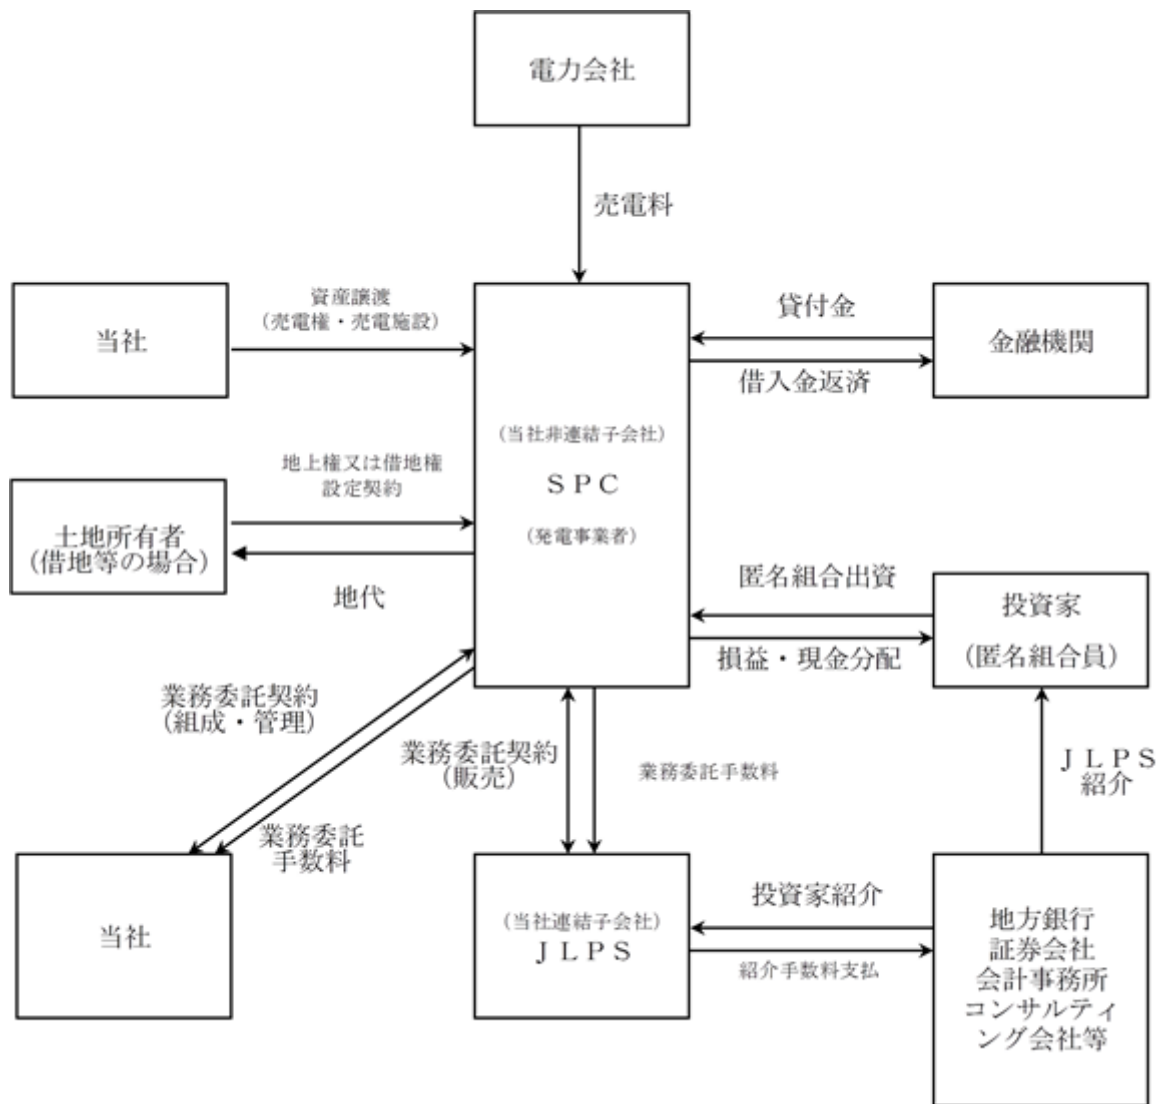 電力会社
売電料
当社
資産譲渡
(売電権・売電施設)
貸付金
借入金返済
金融機関
(当社非連結子会社)
ＳＰＣ
(発電事業者)
地上権又は借地権
設定契約
土地所有者
(借地等の場合)
地代
匿名組合出資
損益・現金分配
投資家
(匿名組合員)
業務委託契約
(組成・管理)
業務委託
手数料
業務委託契約
(販売)
業務委託手数料
ＪＬＰＳ
紹介
当社
(当社連結子会社)
ＪＬＰＳ
投資家紹介
紹介手数料支払
地方銀行
証券会社
会計事務所
コンサルティ
ング会社等